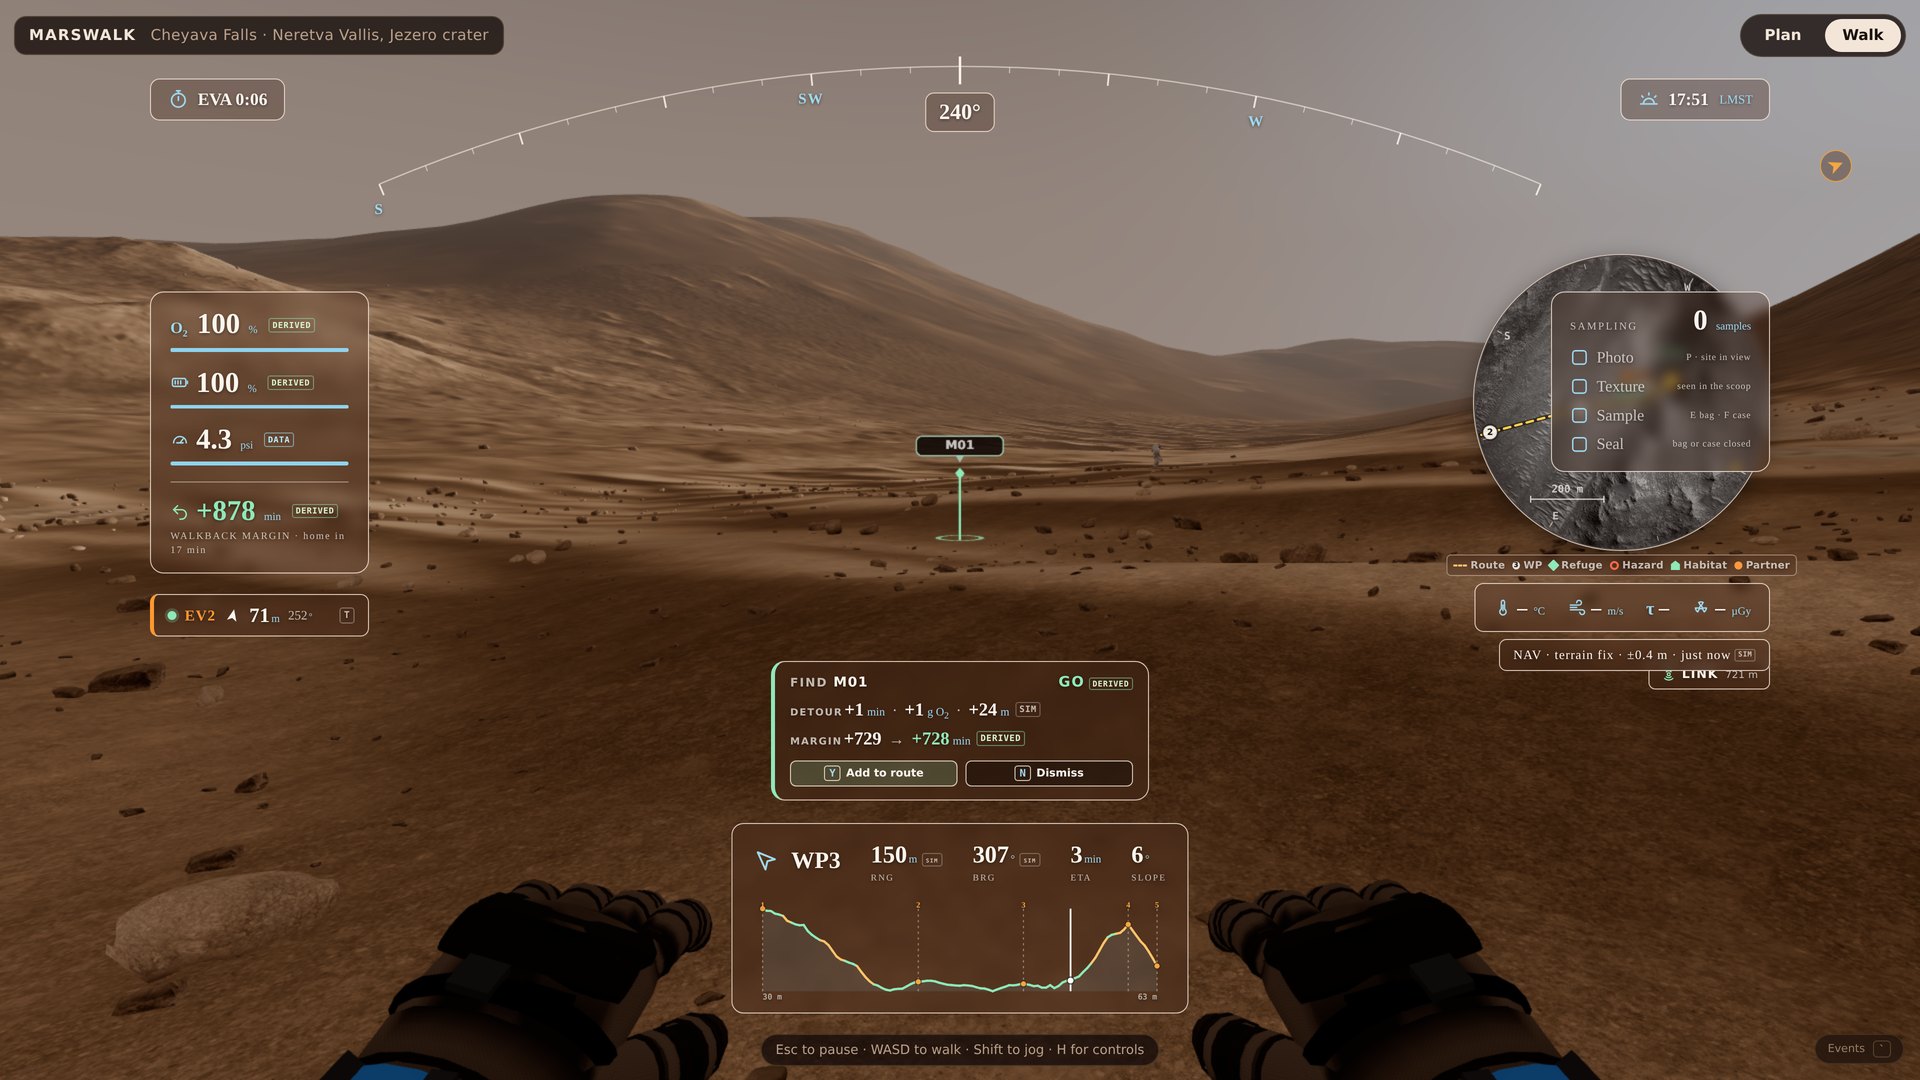 MARSWALK Cheyava Falls · Neretva Vallis, Jezero crater
Plan Walk
EVA 0:06
SW
240°
W
S
17:51 LMST
O2 100 % DERIVED
100 % DERIVED
4.3 psi DATA
+878 min DERIVED
WALKBACK MARGIN · home in
17 min
EV2 71 m 252° T
M01
W
S
2
200 m
E
SAMPLING 0 samples
Photo P · site in view
Texture seen in the scoop
Sample E bag · F case
Seal bag or case closed
Route WP Refuge Hazard Habitat Partner
– °C – m/s τ – – µGy
NAV · terrain fix · ±0.4 m · just now SIM
LINK 721 m
FIND M01 GO DERIVED
DETOUR +1 min · +1 g O2 · +24 m SIM
MARGIN +729 → +728 min DERIVED
Y Add to route N Dismiss
WP3 150 m SIM 307° SIM 3 min 6°
RNG BRG ETA SLOPE
1 2 3 4 5
30 m 63 m
Esc to pause · WASD to walk · Shift to jog · H for controls
Events `